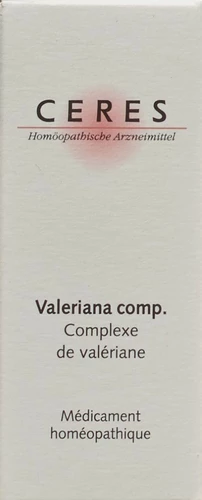 CERES
Homöopathische Arzneimittel
Valeriana comp.
Complexe
de valériane
Médicament
homéopathique